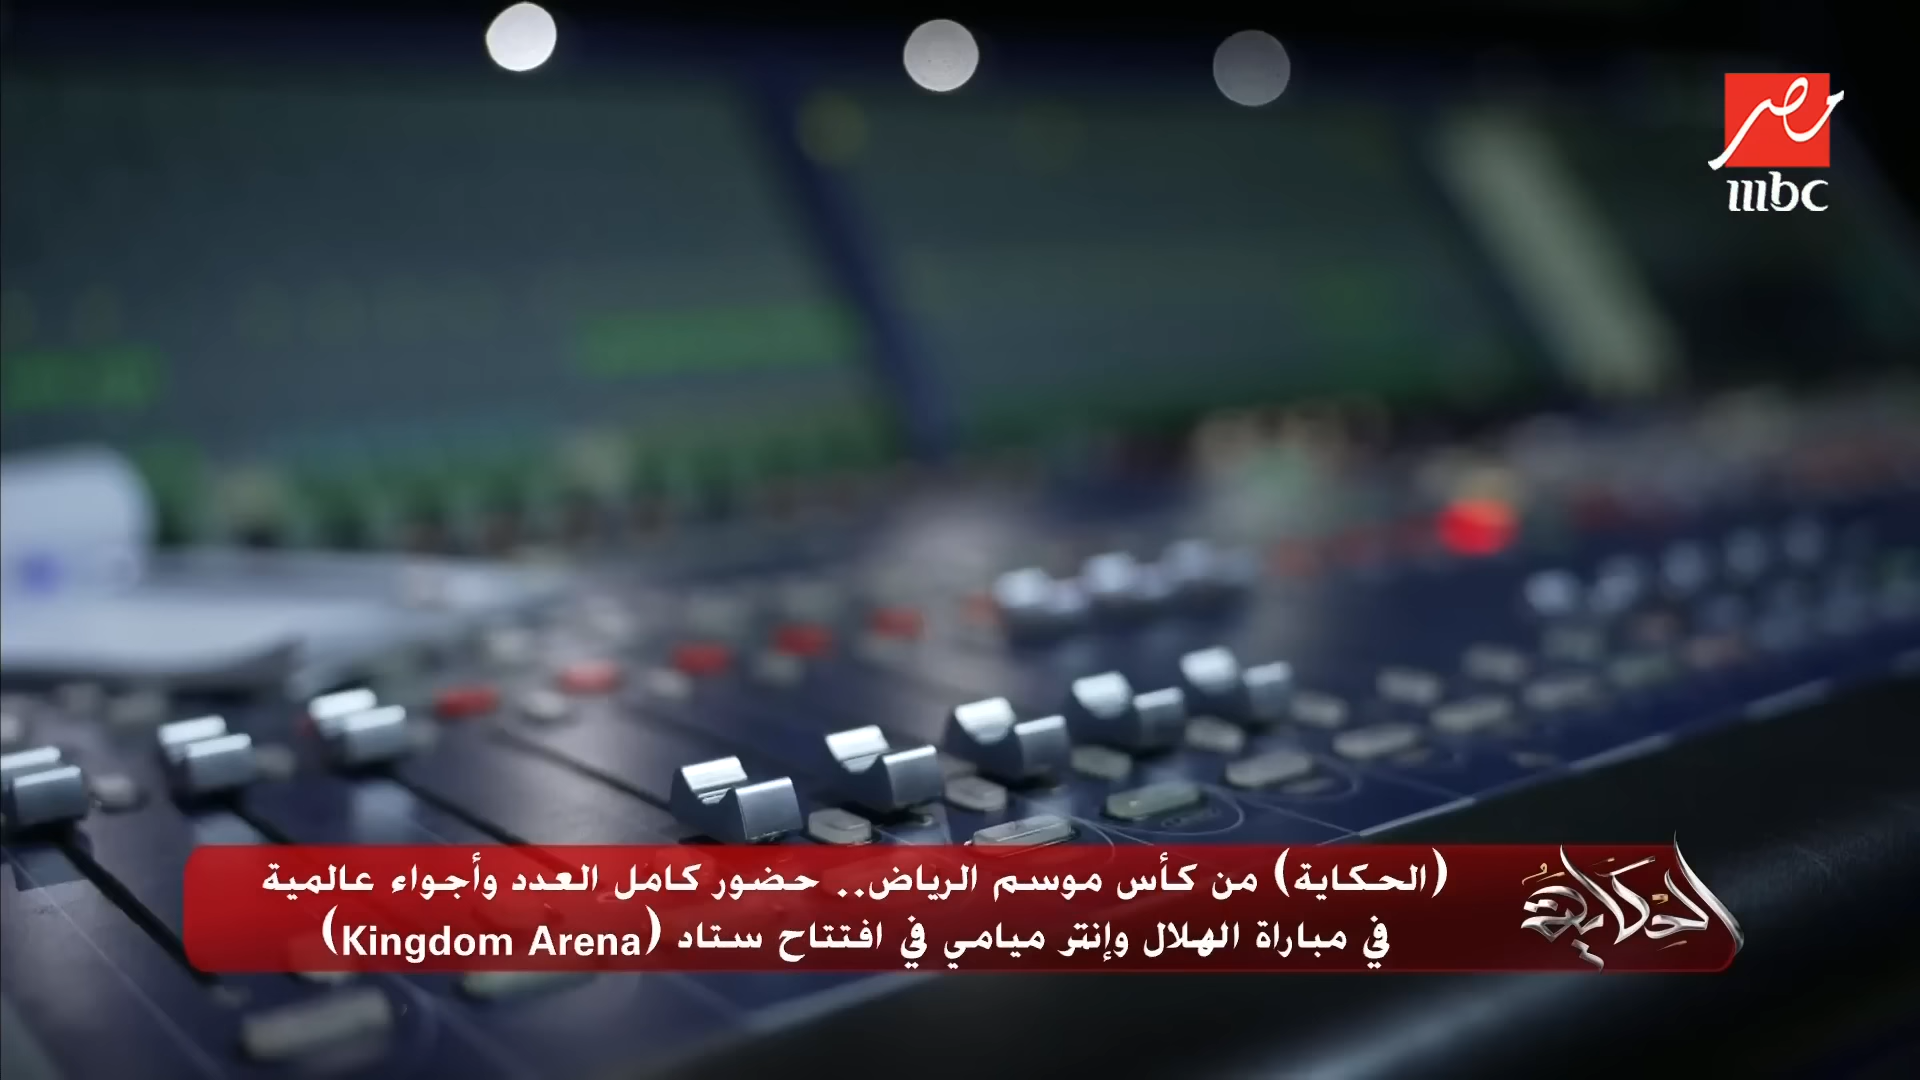 مصر
mbc
(الحكاية) من كأس موسم الرياض.. حضور كامل العدد وأجواء عالمية
في مباراة الهلال وإنتر ميامي في افتتاح ستاد (Kingdom Arena)
الحكاية